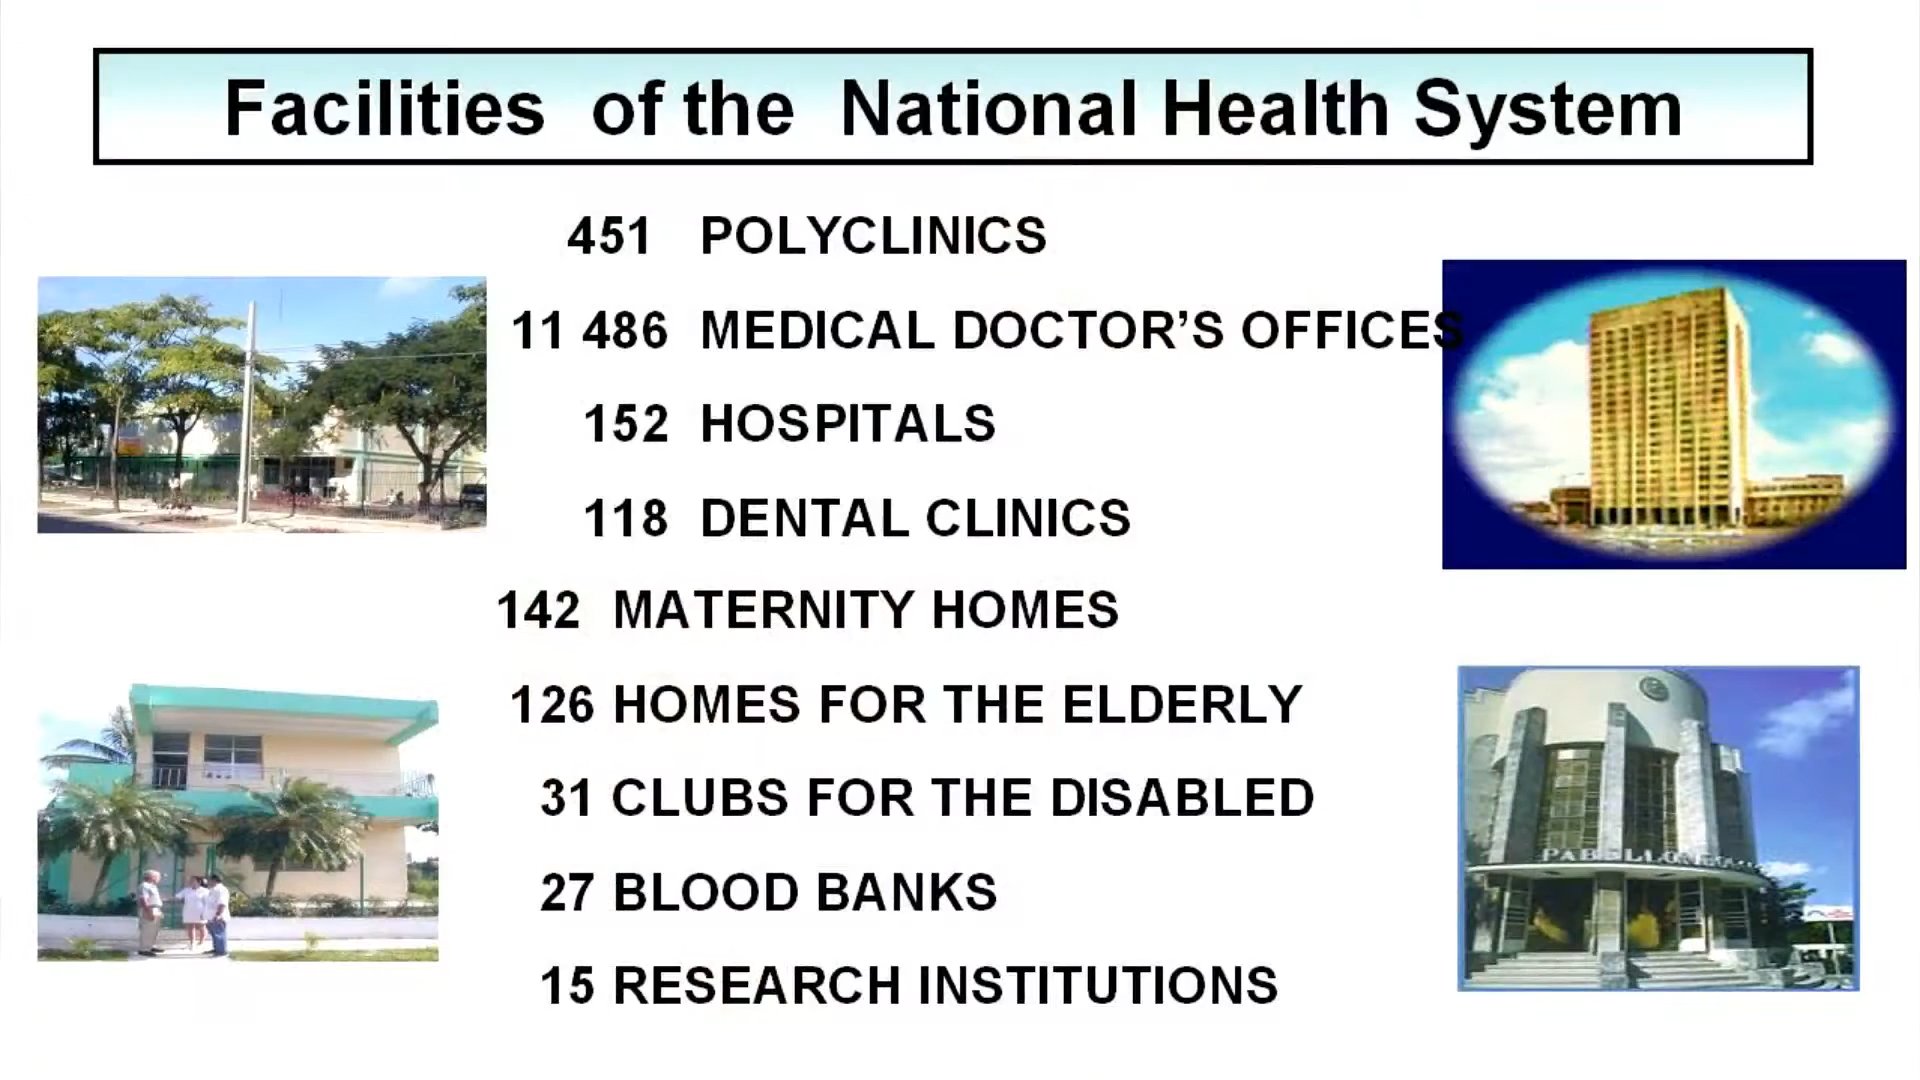 Facilities of the National Health System
451 POLYCLINICS
11 486 MEDICAL DOCTOR’S OFFICES
152 HOSPITALS
118 DENTAL CLINICS
142 MATERNITY HOMES
126 HOMES FOR THE ELDERLY
31 CLUBS FOR THE DISABLED
27 BLOOD BANKS
15 RESEARCH INSTITUTIONS
PABELLON